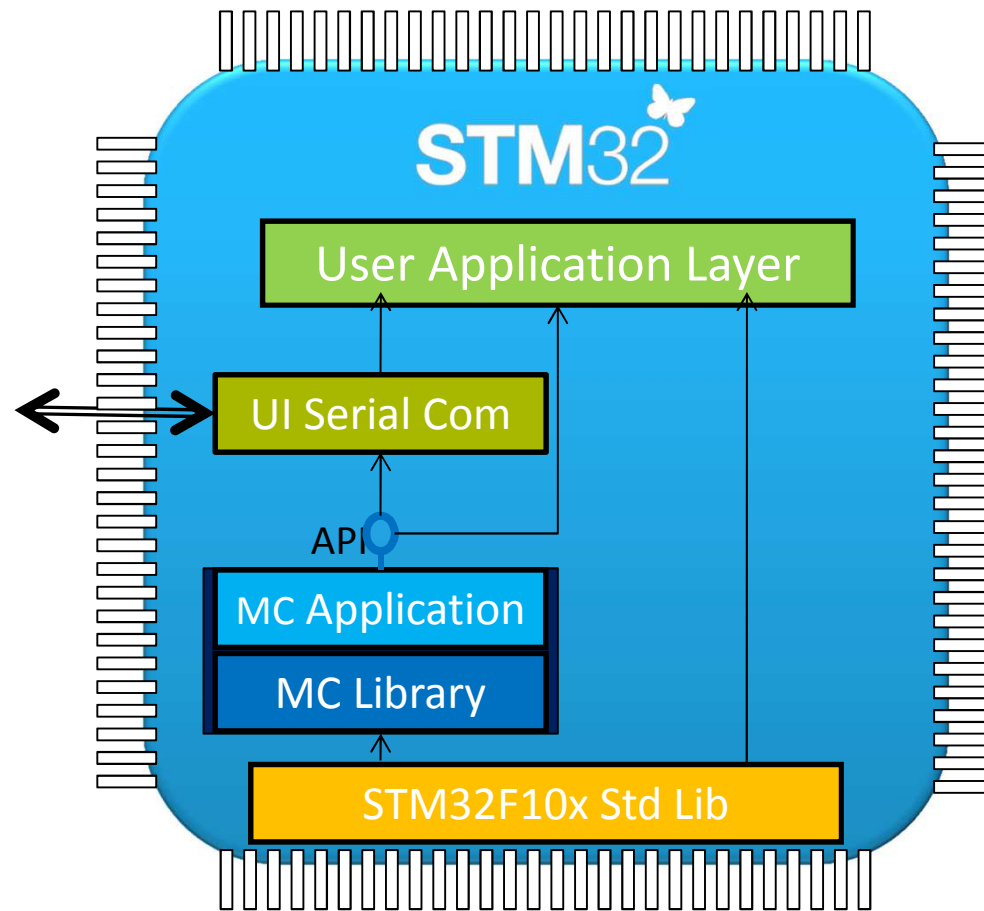 STM32
User Application Layer
UI Serial Com
API
MC Application
MC Library
STM32F10x Std Lib